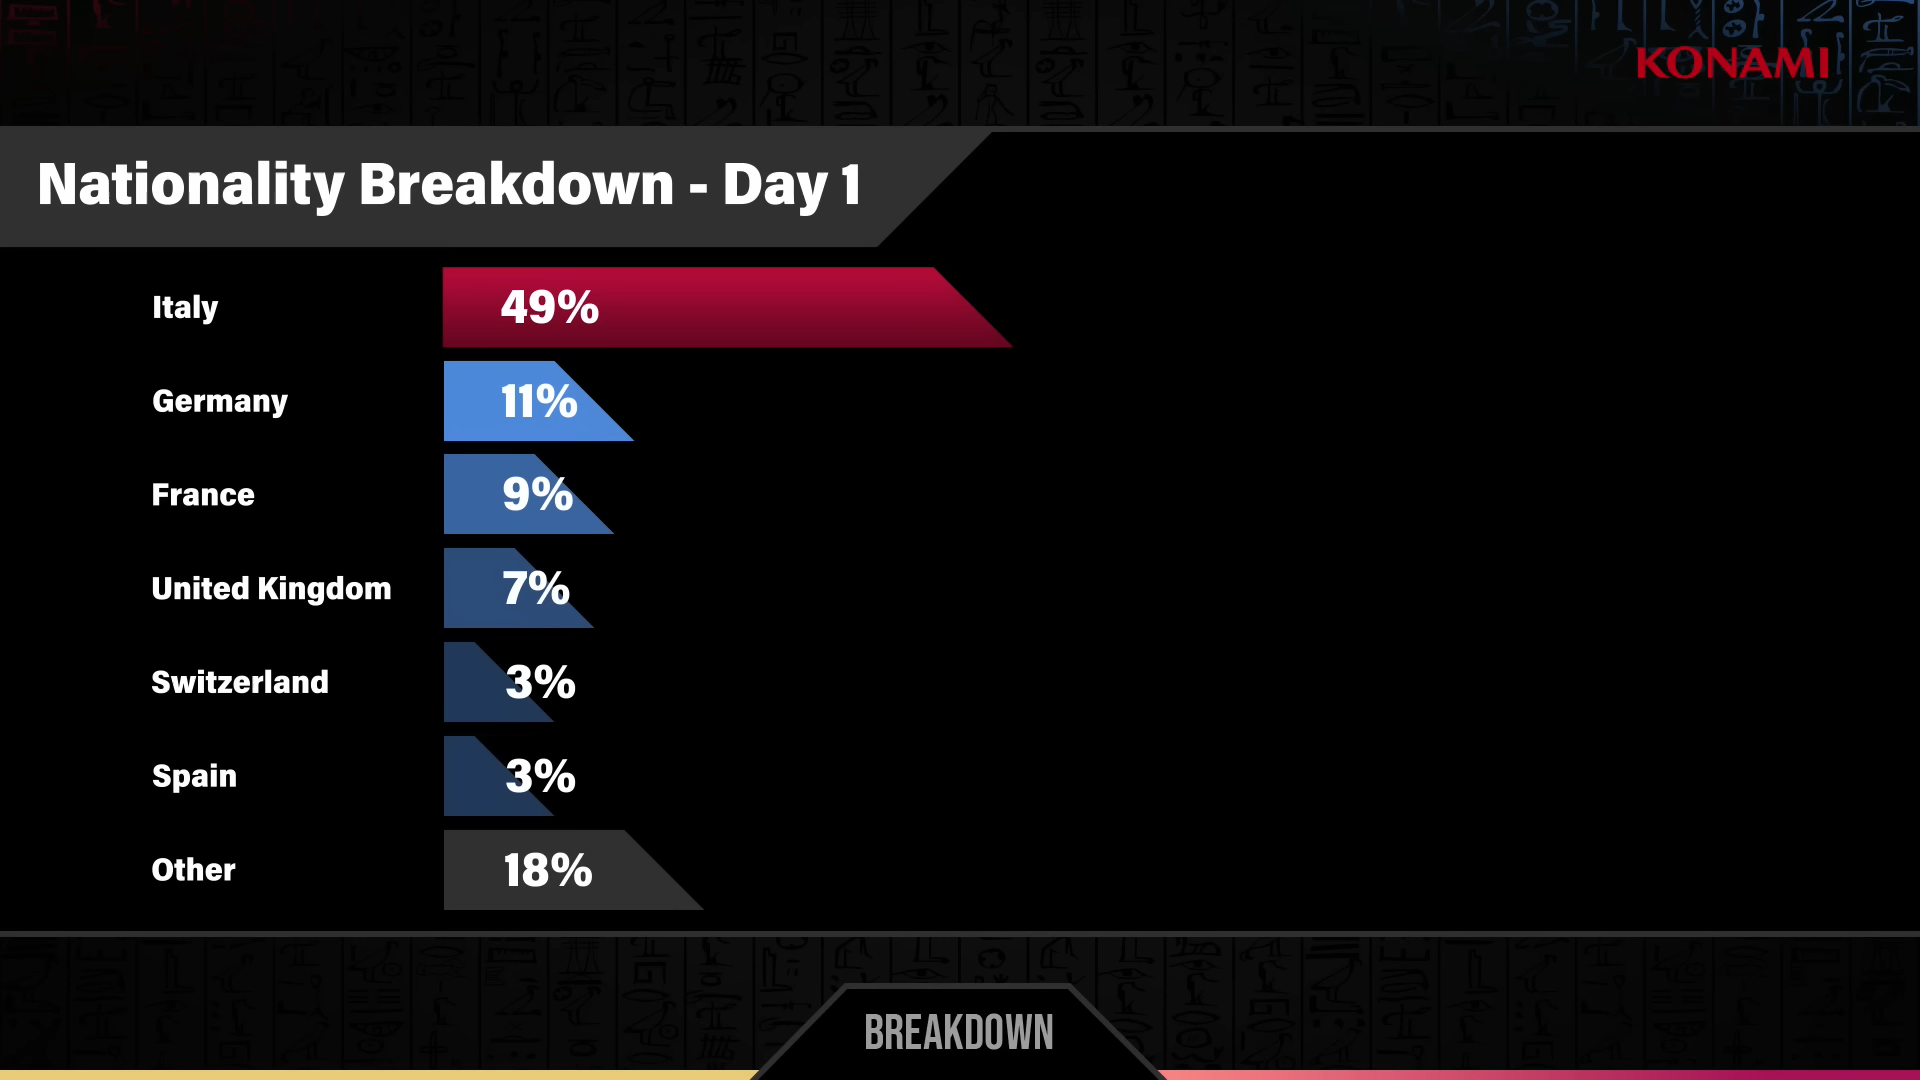 KONAMI
Nationality Breakdown - Day 1
Italy 49%
Germany 11%
France 9%
United Kingdom 7%
Switzerland 3%
Spain 3%
Other 18%
BREAKDOWN